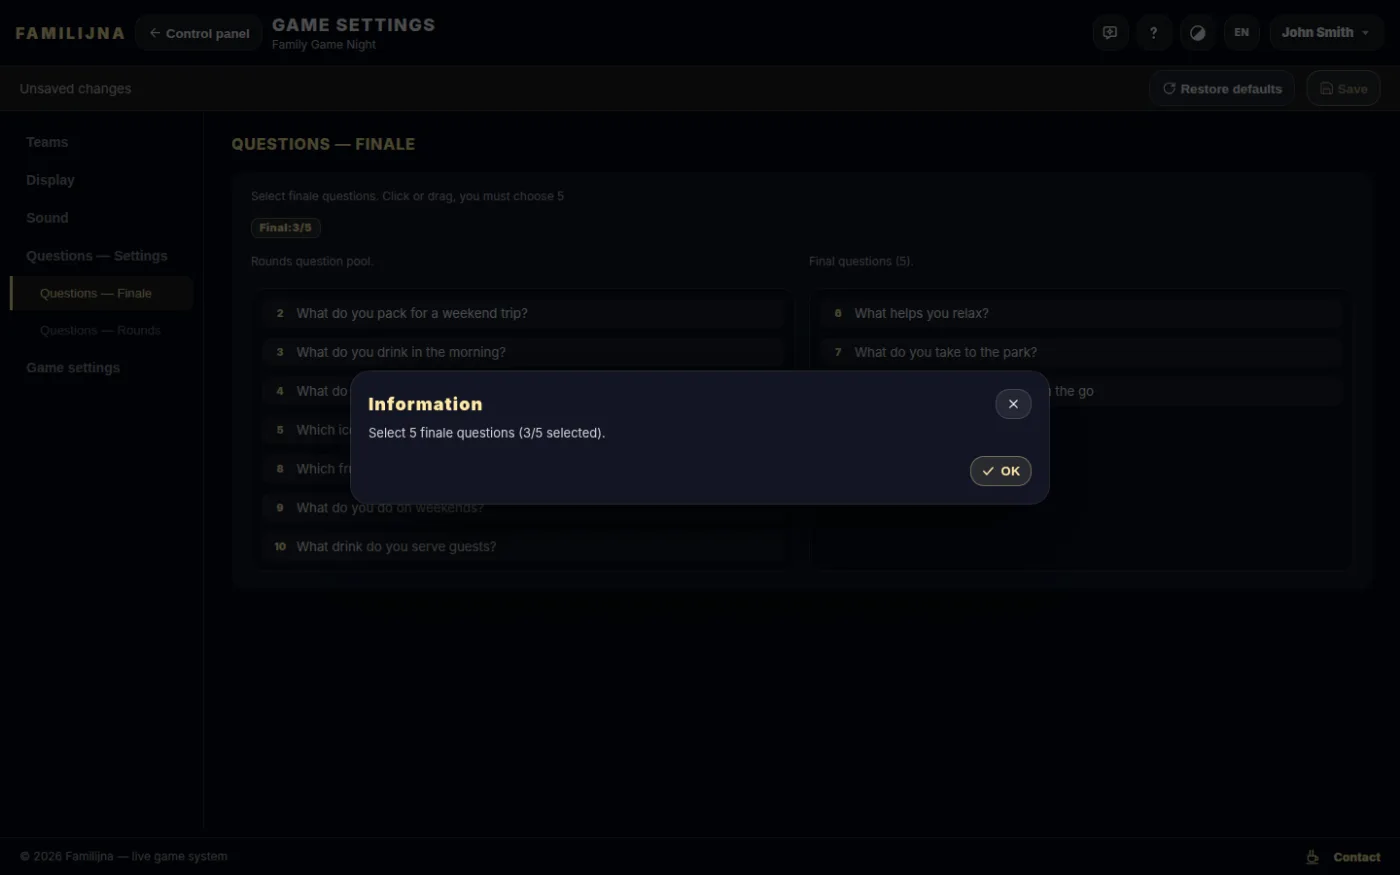 FAMILIJNA
← Control panel
GAME SETTINGS
Family Game Night
?
EN
John Smith
Unsaved changes
Restore defaults
Save
Teams
Display
Sound
Questions — Settings
Questions — Finale
Questions — Rounds
Game settings
QUESTIONS — FINALE
Select finale questions. Click or drag, you must choose 5
Final:3/5
Rounds question pool.
2 What do you pack for a weekend trip?
3 What do you drink in the morning?
4 What do
5 Which
8 Which
9 What do you do on weekends?
10 What drink do you serve guests?
Final questions (5).
6 What helps you relax?
7 What do you take to the park?
the go
Information
Select 5 finale questions (3/5 selected).
OK
© 2026 Familijna — live game system
Contact